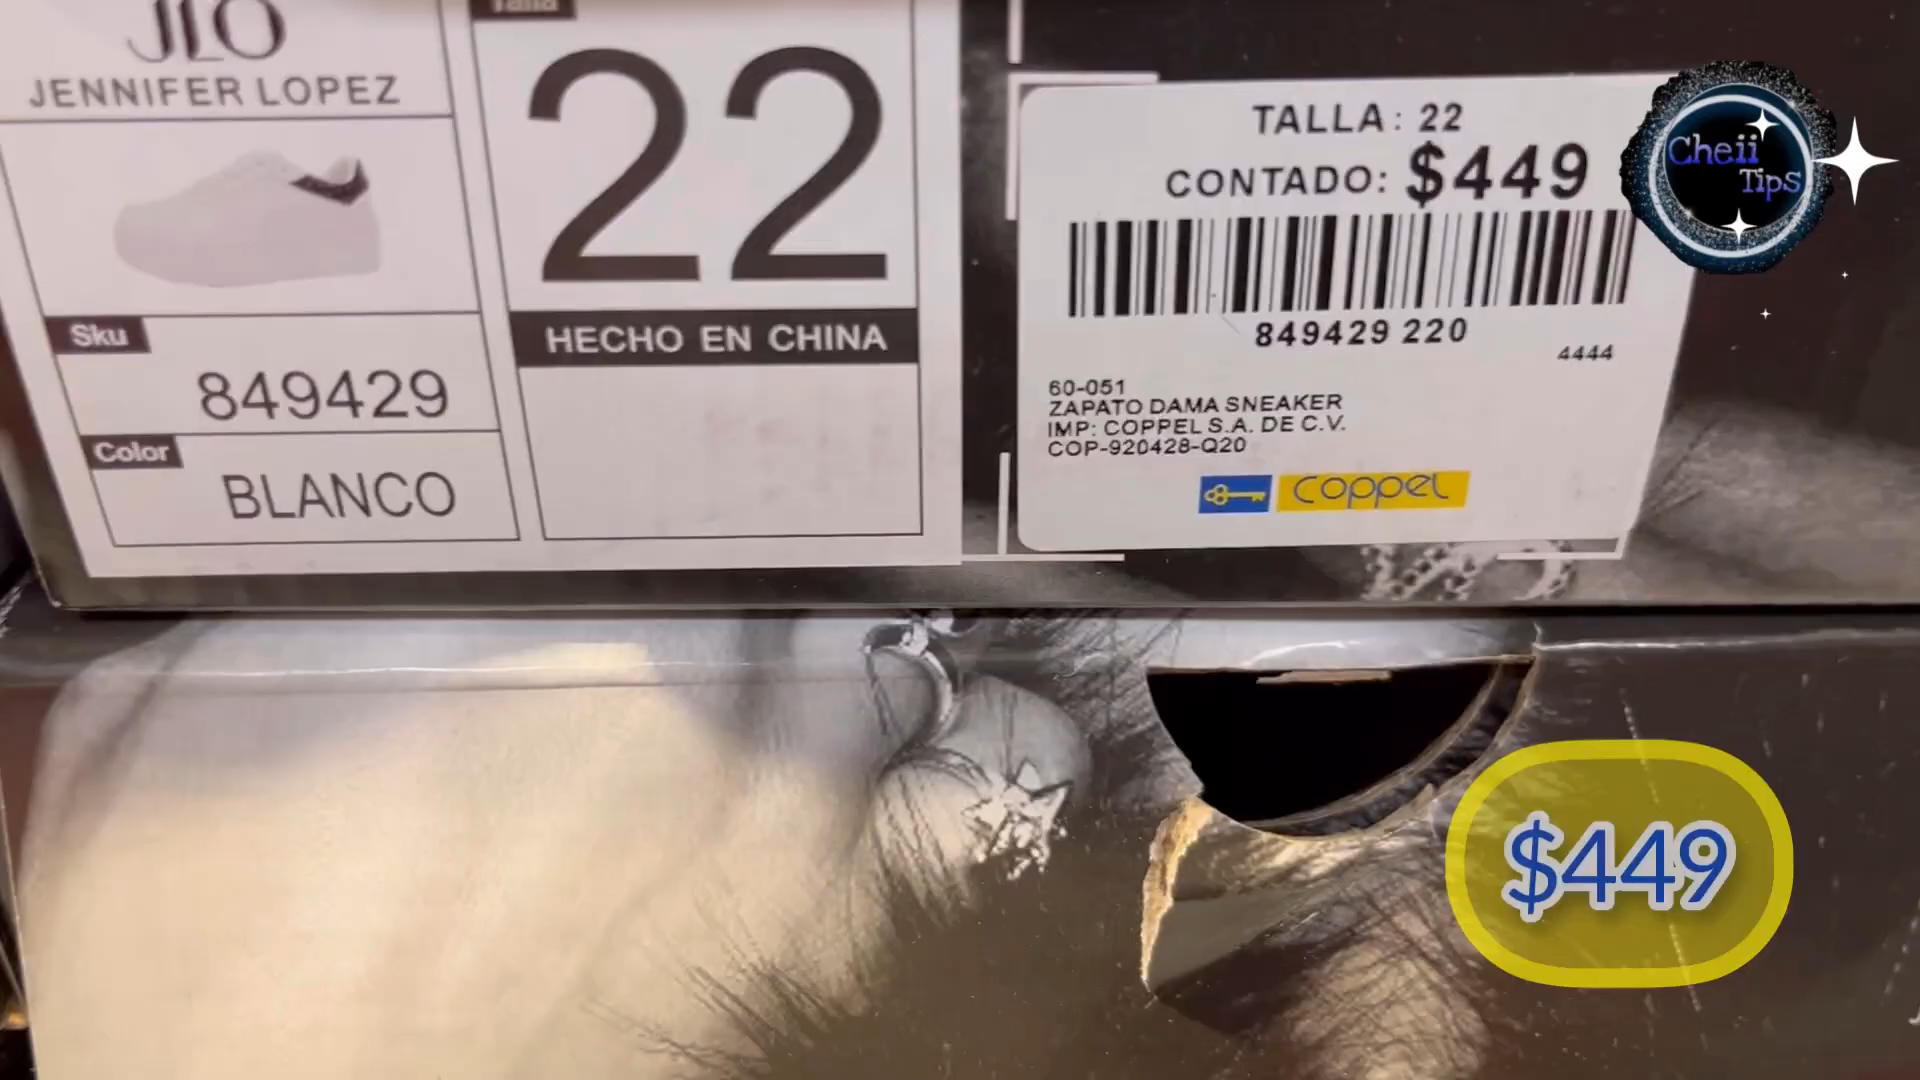 JLO
JENNIFER LOPEZ
Sku
849429
Color
BLANCO
Talla
22
HECHO EN CHINA
TALLA: 22
CONTADO: $449
849429 220
4444
60-051
ZAPATO DAMA SNEAKER
IMP: COPPEL S.A. DE C.V.
COP-920428-Q20
coppel
Cheii
Tips
$449